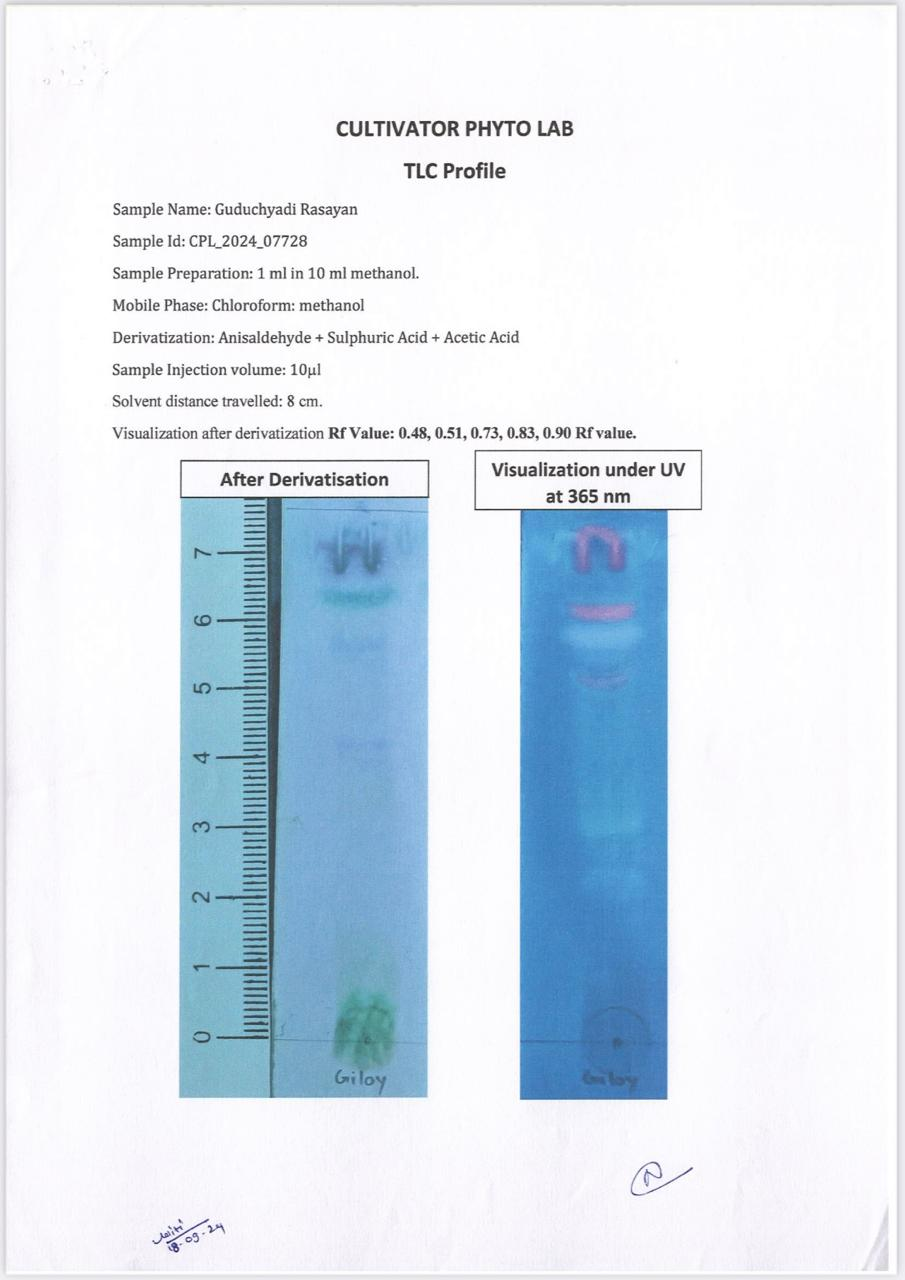 CULTIVATOR PHYTO LAB
TLC Profile
Sample Name: Guduchyadi Rasayan
Sample Id: CPL_2024_07728
Sample Preparation: 1 ml in 10 ml methanol.
Mobile Phase: Chloroform: methanol
Derivatization: Anisaldehyde + Sulphuric Acid + Acetic Acid
Sample Injection volume: 10µl
Solvent distance travelled: 8 cm.
Visualization after derivatization Rf Value: 0.48, 0.51, 0.73, 0.83, 0.90 Rf value.
After Derivatisation
Visualization under UV
at 365 nm
7
6
5
4
3
2
1
0
Giloy
Giloy
18-09-24